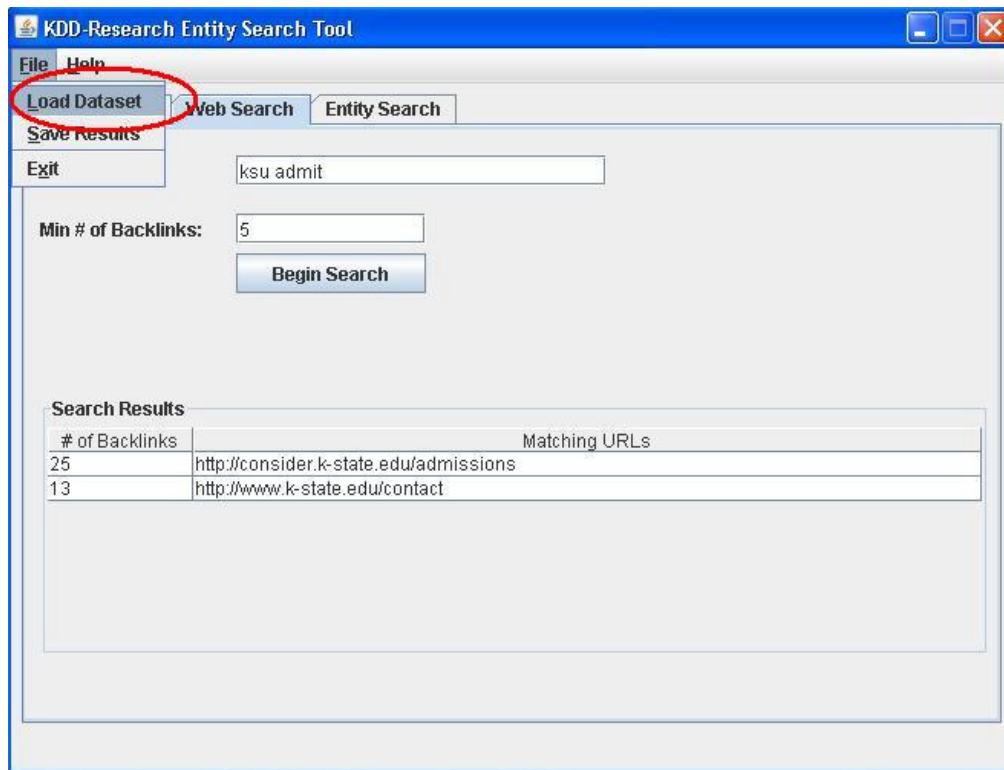 KDD-Research Entity Search Tool
File Help
Load Dataset Web Search Entity Search
Save Results
Exit ksu admit
Min # of Backlinks: 5
Begin Search
Search Results
# of Backlinks Matching URLs
25 http://consider.k-state.edu/admissions
13 http://www.k-state.edu/contact